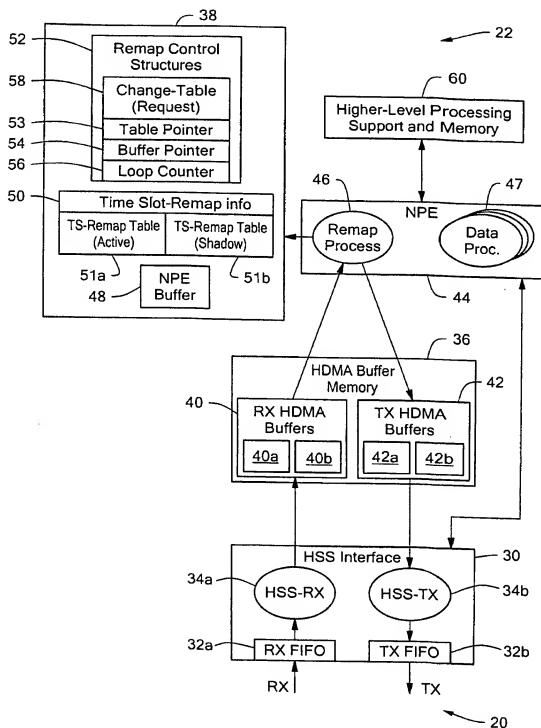 38
52
Remap Control
Structures
22
58
Change-Table
(Request)
60
53
Table Pointer
Higher-Level Processing
Support and Memory
54
Buffer Pointer
56
Loop Counter
50
Time Slot-Remap info
46
47
NPE
TS-Remap Table
(Active)
TS-Remap Table
(Shadow)
Remap
Process
Data
Proc.
51a
51b
48
NPE
Buffer
44
36
HDMA Buffer
Memory
40
42
RX HDMA
Buffers
TX HDMA
Buffers
40a
40b
42a
42b
HSS Interface
30
34a
HSS-RX
HSS-TX
34b
32a
RX FIFO
TX FIFO
32b
RX
TX
20